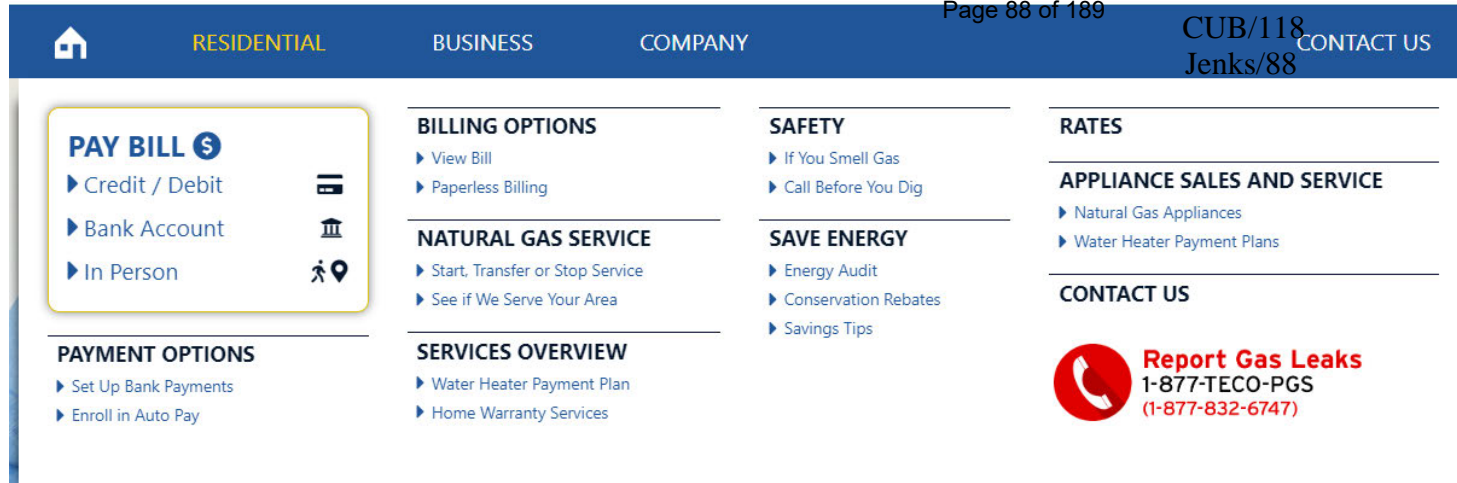 Page 88 of 189
CUB/118
Jenks/88
RESIDENTIAL BUSINESS COMPANY CONTACT US
PAY BILL $
Credit / Debit
Bank Account
In Person
PAYMENT OPTIONS
Set Up Bank Payments
Enroll in Auto Pay
BILLING OPTIONS
View Bill
Paperless Billing
NATURAL GAS SERVICE
Start, Transfer or Stop Service
See if We Serve Your Area
SERVICES OVERVIEW
Water Heater Payment Plan
Home Warranty Services
SAFETY
If You Smell Gas
Call Before You Dig
SAVE ENERGY
Energy Audit
Conservation Rebates
Savings Tips
RATES
APPLIANCE SALES AND SERVICE
Natural Gas Appliances
Water Heater Payment Plans
CONTACT US
Report Gas Leaks
1-877-TECO-PGS
(1-877-832-6747)